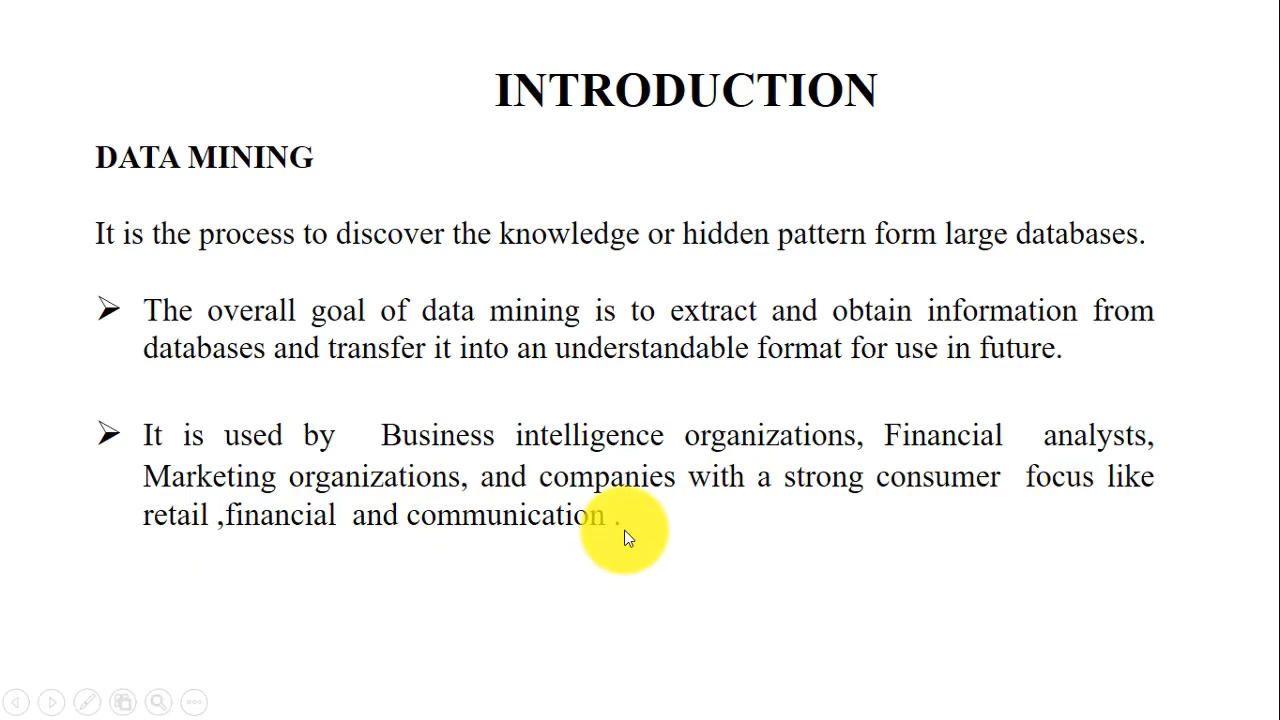 INTRODUCTION
DATA MINING
It is the process to discover the knowledge or hidden pattern form large databases.
➢ The overall goal of data mining is to extract and obtain information from
databases and transfer it into an understandable format for use in future.
➢ It is used by Business intelligence organizations, Financial analysts,
Marketing organizations, and companies with a strong consumer focus like
retail ,financial and communication .